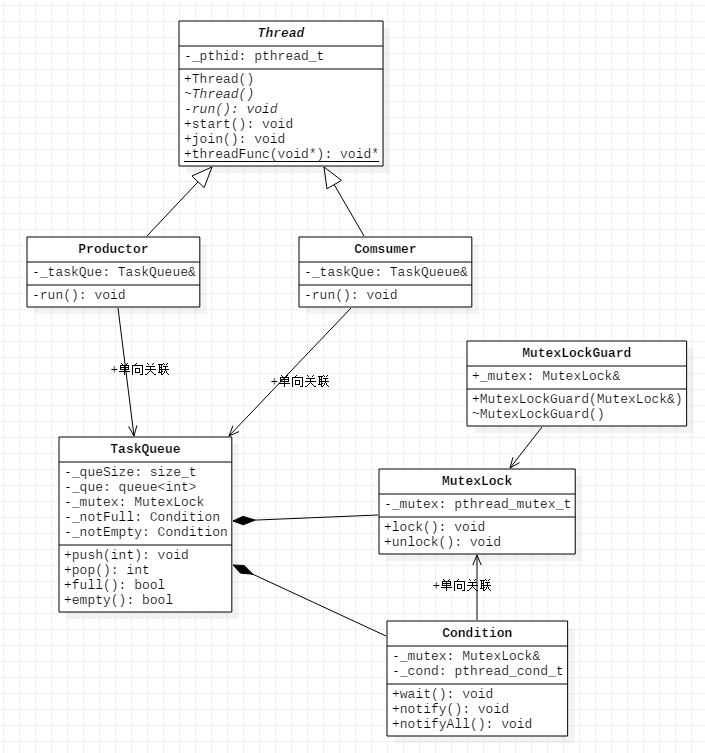 Thread
-_pthid: pthread_t
+Thread()
~Thread()
-run(): void
+start(): void
+join(): void
+threadFunc(void*): void*
Productor
-_taskQue: TaskQueue&
-run(): void
Comsumer
-_taskQue: TaskQueue&
-run(): void
+单向关联
+单向关联
MutexLockGuard
+_mutex: MutexLock&
+MutexLockGuard(MutexLock&)
~MutexLockGuard()
TaskQueue
-_queSize: size_t
-_que: queue<int>
-_mutex: MutexLock
-_notFull: Condition
-_notEmpty: Condition
+push(int): void
+pop(): int
+full(): bool
+empty(): bool
MutexLock
-_mutex: pthread_mutex_t
+lock(): void
+unlock(): void
+单向关联
Condition
-_mutex: MutexLock&
-_cond: pthread_cond_t
+wait(): void
+notify(): void
+notifyAll(): void